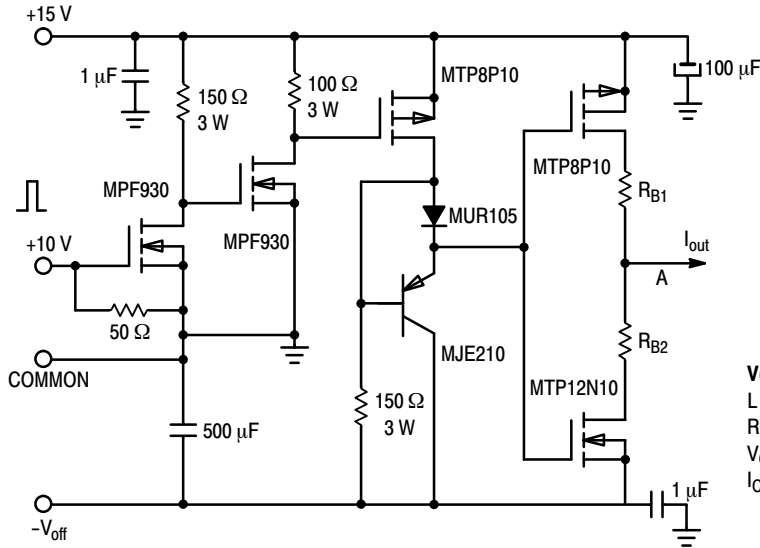 +15 V
1 μF
150 Ω
3 W
100 Ω
3 W
MTP8P10
100 μF
MTP8P10
MPF930
MPF930
MUR105
R_B1
I_out
A
+10 V
50 Ω
COMMON
MJE210
R_B2
MTP12N10
500 μF
150 Ω
3 W
1 μF
–V_off
L
R